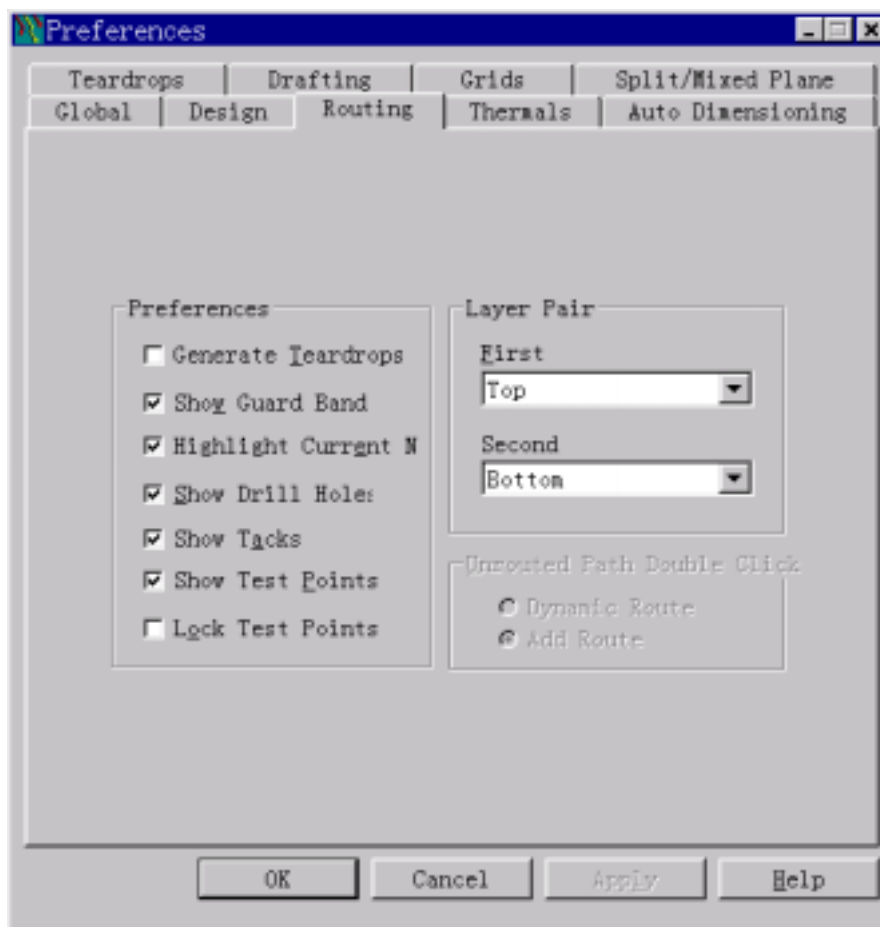 Preferences
Teardrops Drafting Grids Split/Mixed Plane
Global Design Routing Thermals Auto Dimensioning
Preferences
Generate Teardrops
Show Guard Band
Highlight Current N
Show Drill Holes
Show Tacks
Show Test Points
Lock Test Points
Layer Pair
First
Top
Second
Bottom
Unrouted Path Double Click
Dynamic Route
Add Route
OK Cancel Apply Help